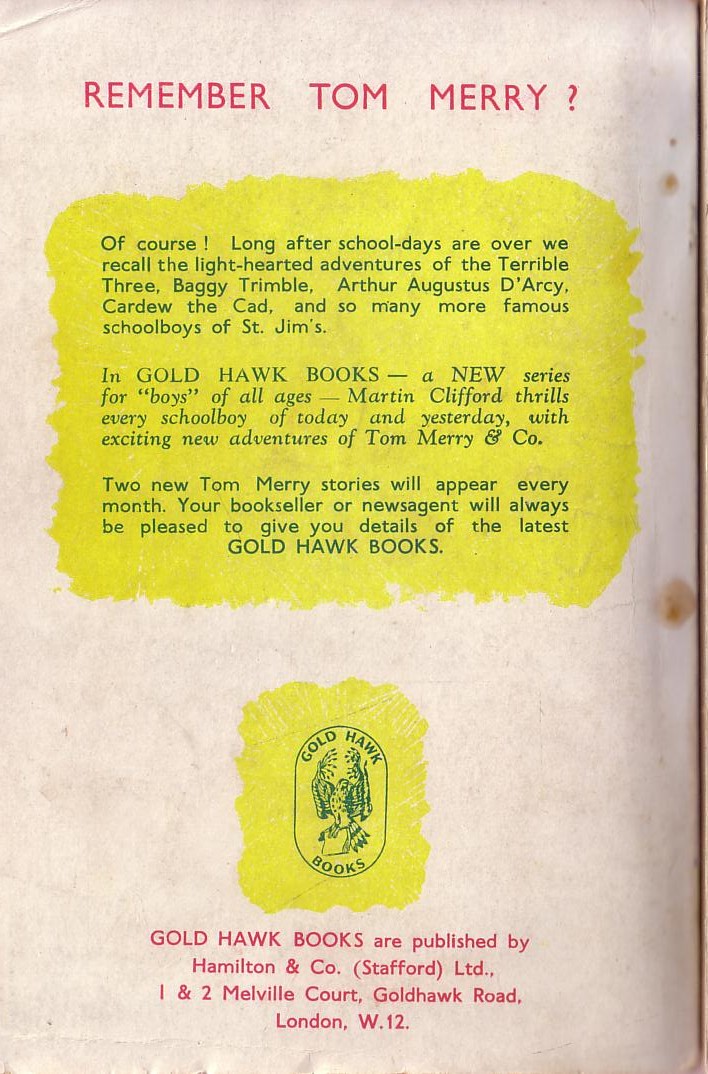 REMEMBER TOM MERRY ?
Of course ! Long after school-days are over we
recall the light-hearted adventures of the Terrible
Three, Baggy Trimble, Arthur Augustus D'Arcy,
Cardew the Cad, and so many more famous
schoolboys of St. Jim's.
In GOLD HAWK BOOKS — a NEW series
for "boys" of all ages — Martin Clifford thrills
every schoolboy of today and yesterday, with
exciting new adventures of Tom Merry & Co.
Two new Tom Merry stories will appear every
month. Your bookseller or newsagent will always
be pleased to give you details of the latest
GOLD HAWK BOOKS.
GOLD HAWK
BOOKS
GOLD HAWK BOOKS are published by
Hamilton & Co. (Stafford) Ltd.,
1 & 2 Melville Court, Goldhawk Road,
London, W.12.